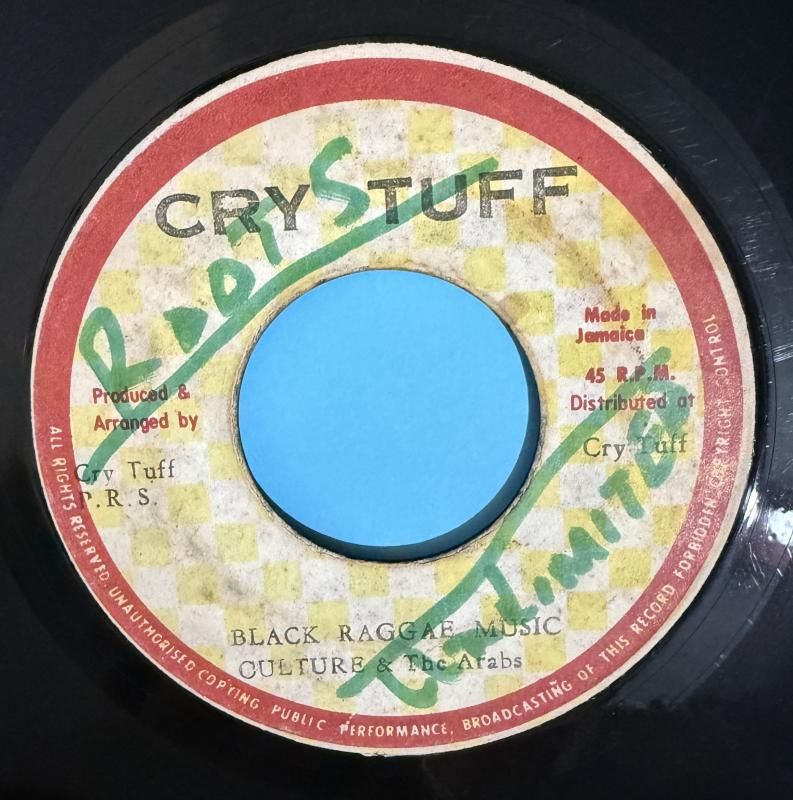 CRY TUFF
ROOTS
Made in
Jamaica
45 R.P.M.
Distributed at
Cry Tuff
Produced &
Arranged by
Cry Tuff
P.R.S.
UNLIMITED
BLACK RAGGAE MUSIC
CULTURE & The Arabs
ALL RIGHTS RESERVED. UNAUTHORISED COPYING, PUBLIC PERFORMANCE, BROADCASTING OF THIS RECORD FORBIDDEN COPYRIGHT CONTROL